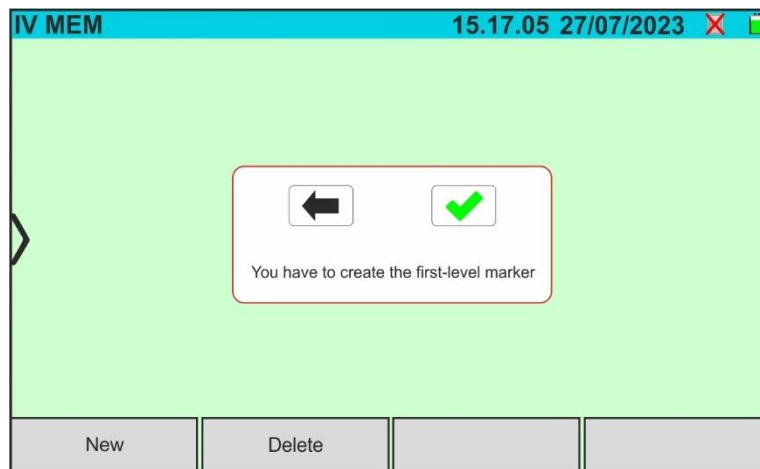 IV MEM 15.17.05 27/07/2023
You have to create the first-level marker
New Delete